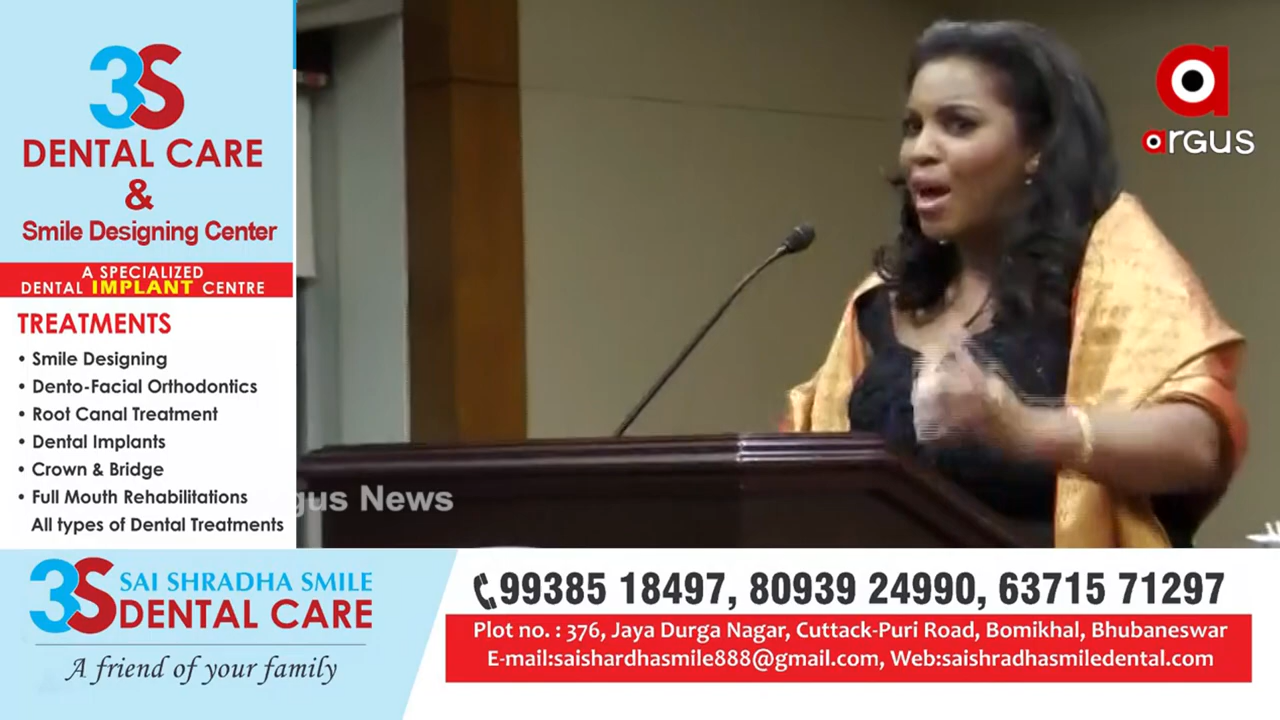 3S
DENTAL CARE
&
Smile Designing Center
A SPECIALIZED
DENTAL IMPLANT CENTRE
TREATMENTS
• Smile Designing
• Dento-Facial Orthodontics
• Root Canal Treatment
• Dental Implants
• Crown & Bridge
• Full Mouth Rehabilitations
All types of Dental Treatments
a
argus
gus News
3S SAI SHRADHA SMILE
DENTAL CARE
A friend of your family
99385 18497, 80939 24990, 63715 71297
Plot no. : 376, Jaya Durga Nagar, Cuttack-Puri Road, Bomikhal, Bhubaneswar
E-mail:saishardhasmile888@gmail.com, Web:saishradhasmiledental.com